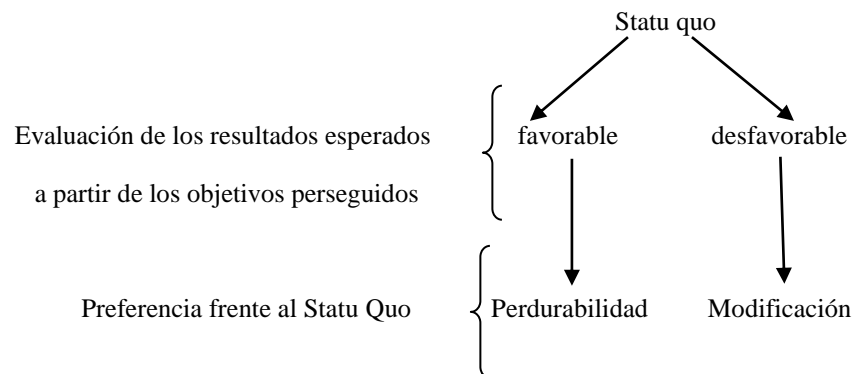 Statu quo
Evaluación de los resultados esperados
a partir de los objetivos perseguidos
favorable
desfavorable
Preferencia frente al Statu Quo
Perdurabilidad
Modificación